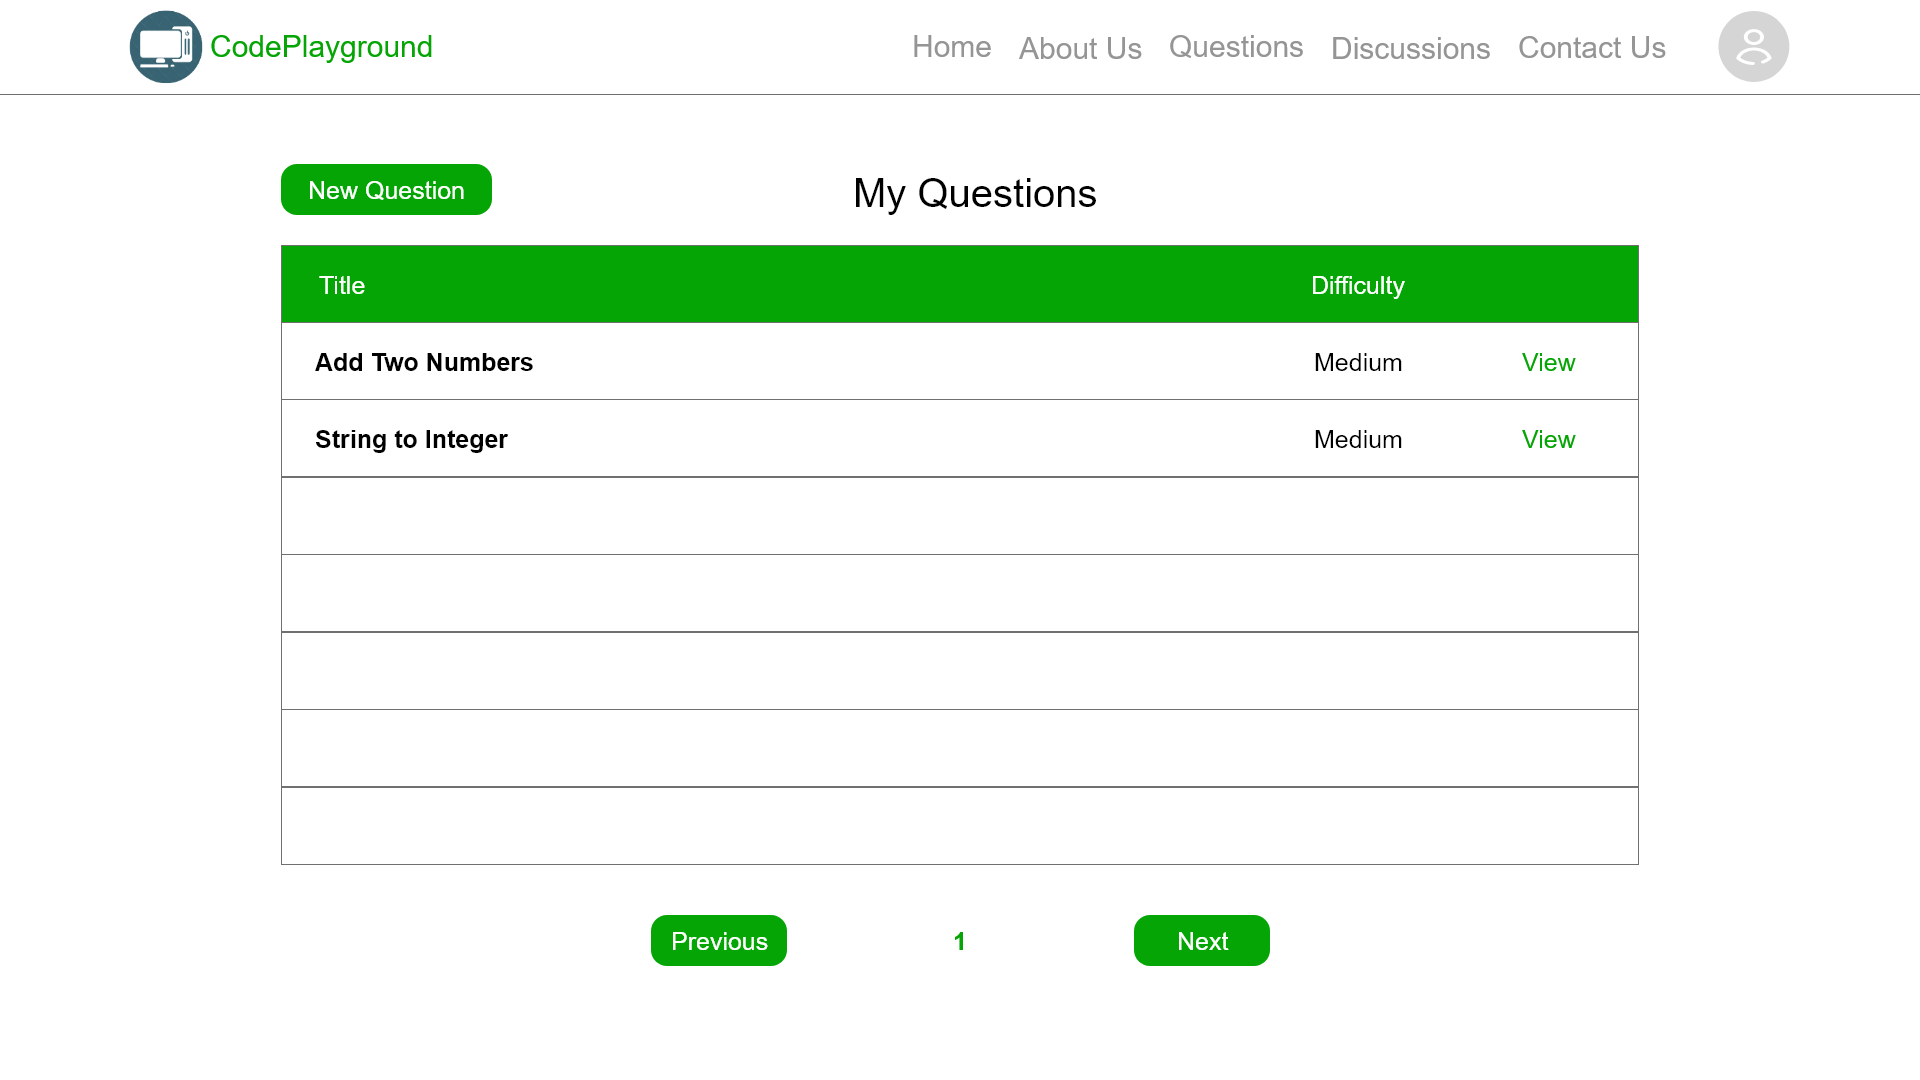 CodePlayground
Home About Us Questions Discussions Contact Us
New Question
My Questions
Title Difficulty
Add Two Numbers Medium View
String to Integer Medium View
Previous 1 Next